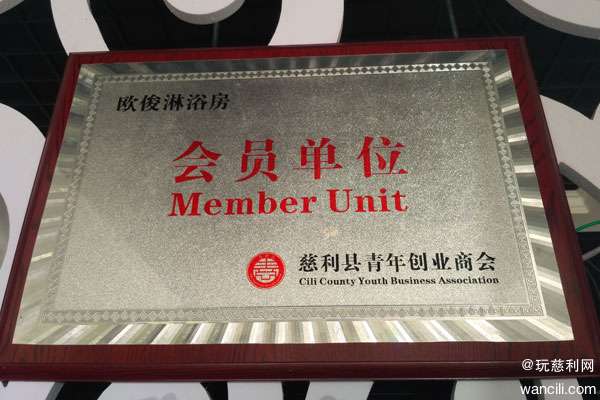 欧俊淋浴房
会员单位
Member Unit
慈利县青年创业商会
Cili County Youth Business Association
@玩慈利网
wancili.com